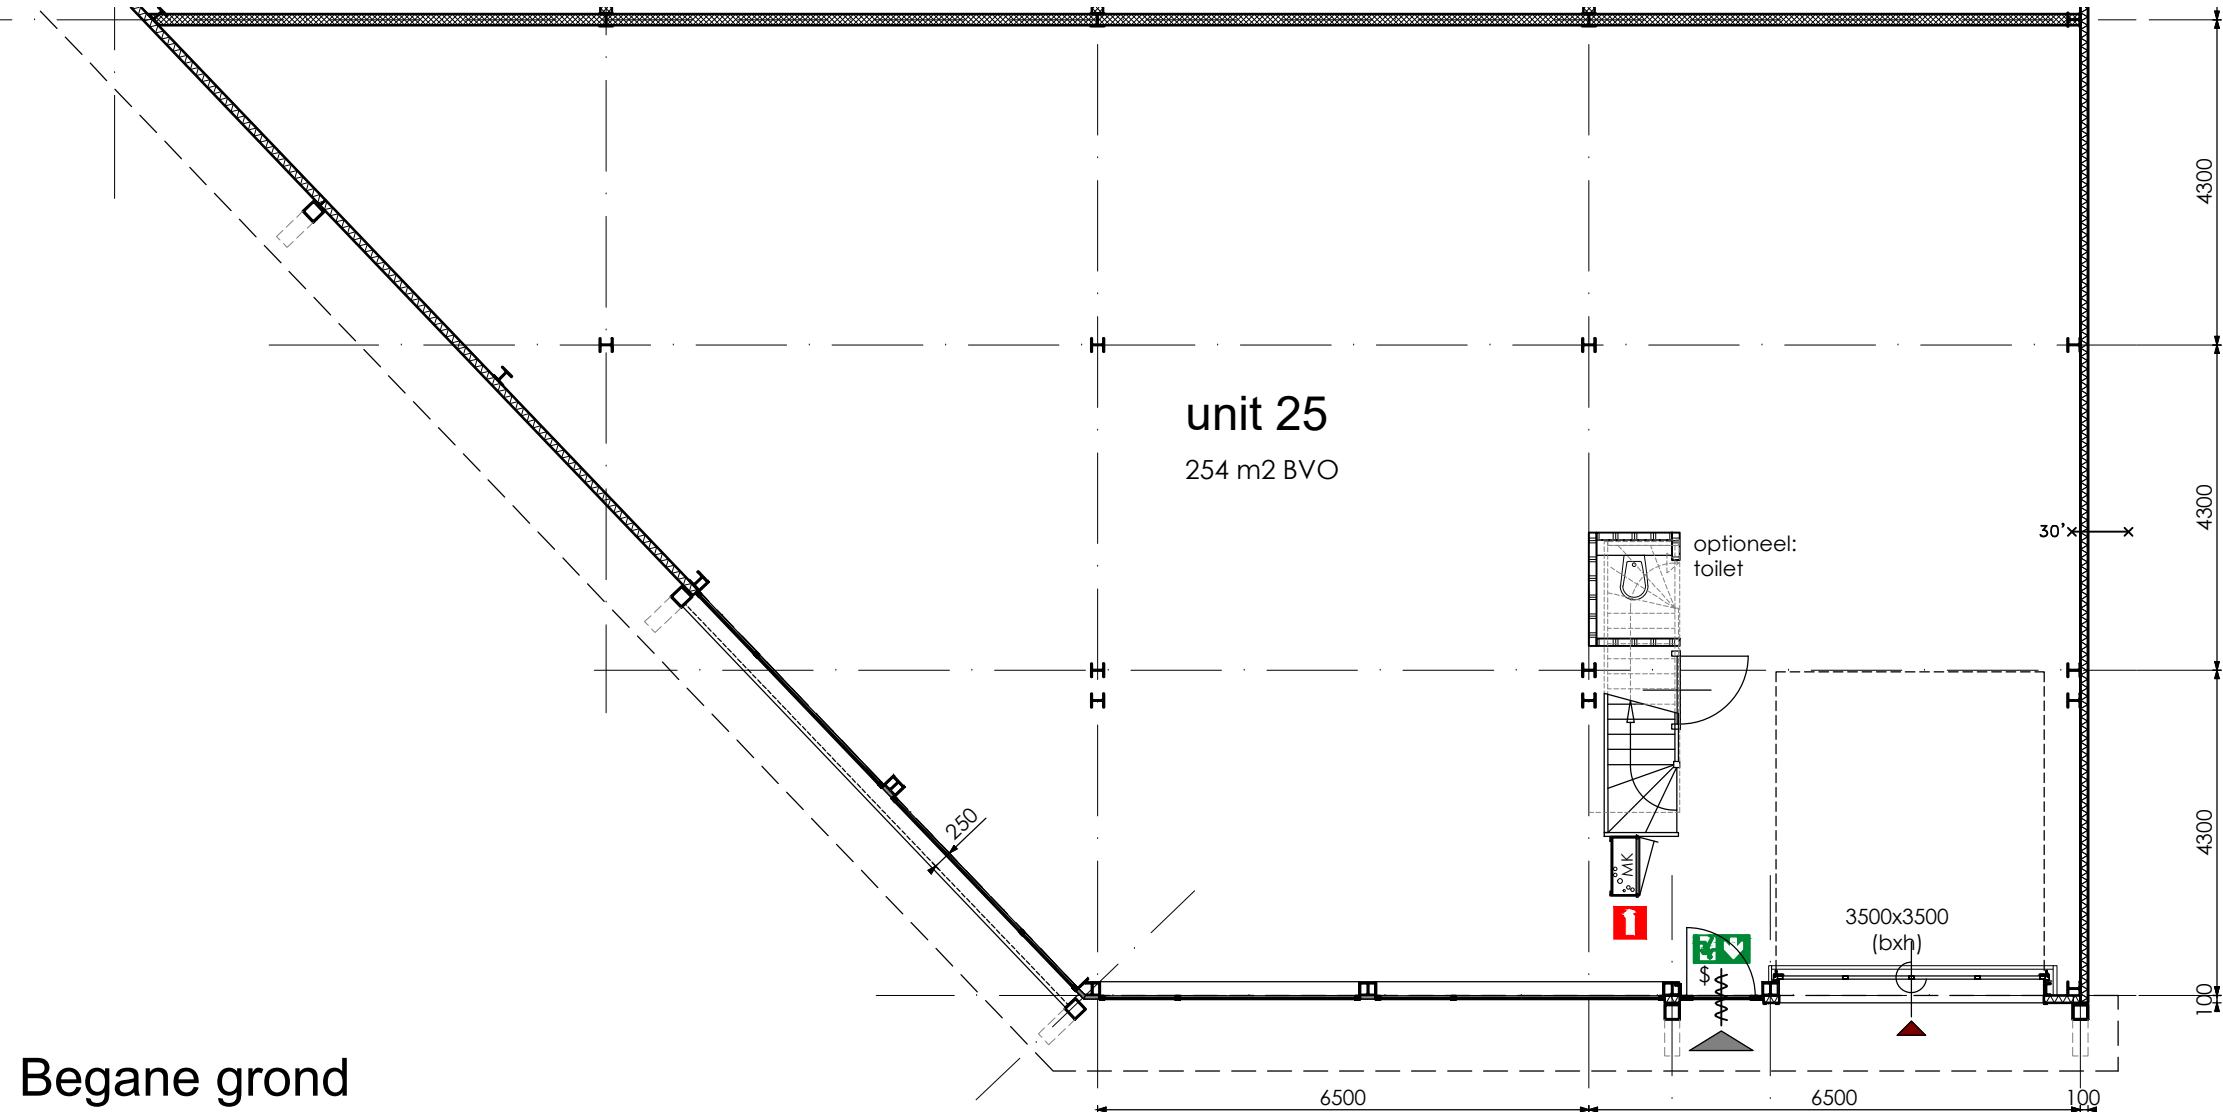 4300
unit 25
254 m2 BVO
4300
30'
optioneel:
toilet
250
4300
MK
3500x3500
(bxh)
$
100
Begane grond
6500
6500
100